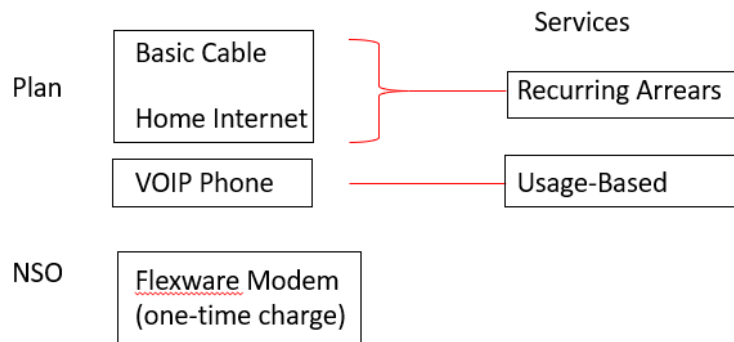 Services
Basic Cable
Plan
Recurring Arrears
Home Internet
VOIP Phone
Usage-Based
NSO
Flexware Modem
(one-time charge)